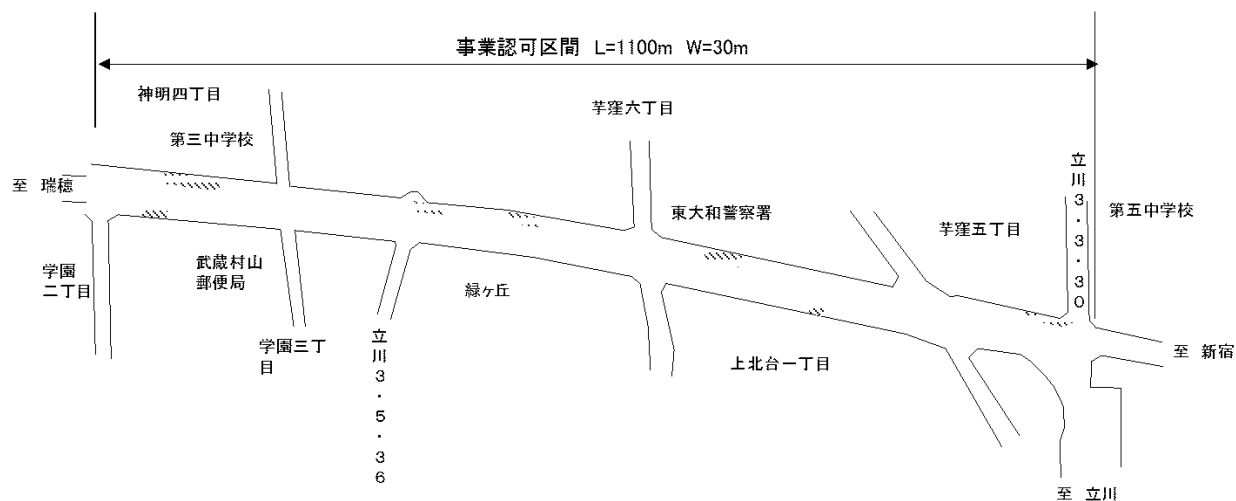 事業認可区間 L=1100m W=30m
神明四丁目
芋窪六丁目
第三中学校
至 瑞穂
立川3・3・30
東大和警察署
第五中学校
芋窪五丁目
学園
二丁目
武蔵村山
郵便局
緑ヶ丘
学園三丁
目
立川3・5・36
上北台一丁目
至 新宿
至 立川